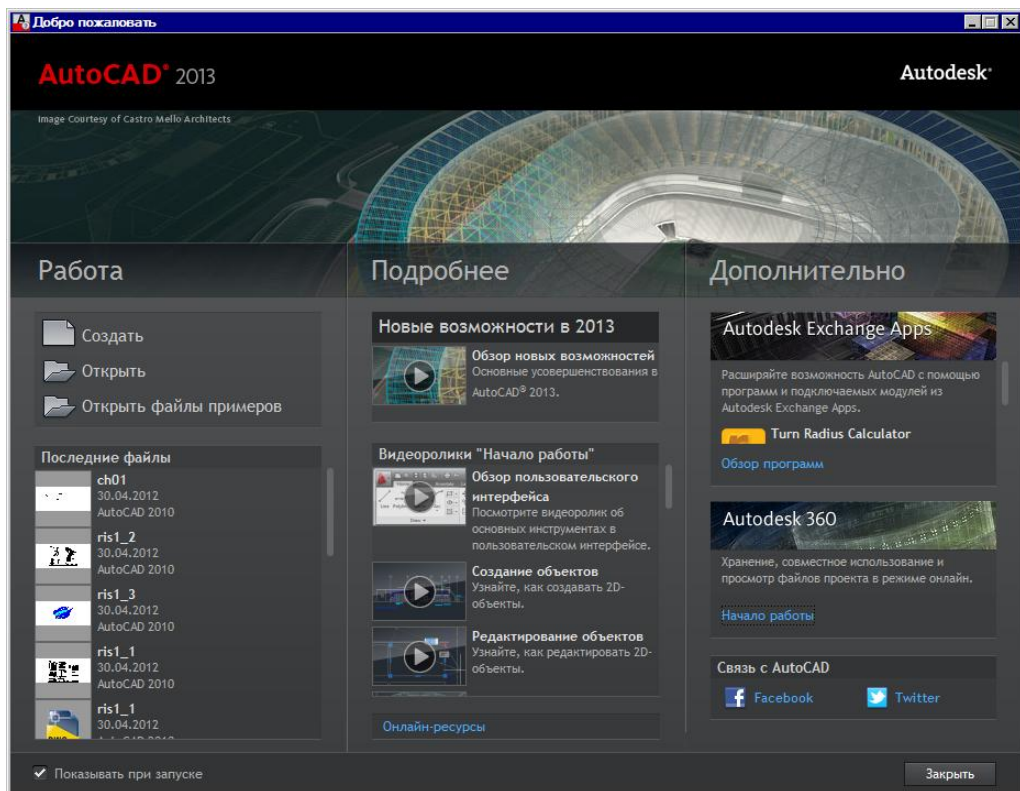 Добро пожаловать
AutoCAD® 2013
Autodesk®
Image Courtesy of Castro Mello Architects
Работа
Создать
Открыть
Открыть файлы примеров
Последние файлы
ch01
30.04.2012
AutoCAD 2010
ris1_2
30.04.2012
AutoCAD 2010
ris1_3
30.04.2012
AutoCAD 2010
ris1_1
30.04.2012
AutoCAD 2010
ris1_1
30.04.2012
Подробнее
Новые возможности в 2013
Обзор новых возможностей
Основные усовершенствования в
AutoCAD® 2013.
Видеоролики "Начало работы"
Обзор пользовательского
интерфейса
Посмотрите видеоролик об
основных инструментах в
пользовательском интерфейсе.
Создание объектов
Узнайте, как создавать 2D-
объекты.
Редактирование объектов
Узнайте, как редактировать 2D-
объекты.
Онлайн-ресурсы
Дополнительно
Autodesk Exchange Apps
Расширяйте возможность AutoCAD с помощью
программ и подключаемых модулей из
Autodesk Exchange Apps.
Turn Radius Calculator
Обзор программ
Autodesk 360
Хранение, совместное использование и
просмотр файлов проекта в режиме онлайн.
Начало работы
Связь с AutoCAD
Facebook
Twitter
Показывать при запуске
Закрыть